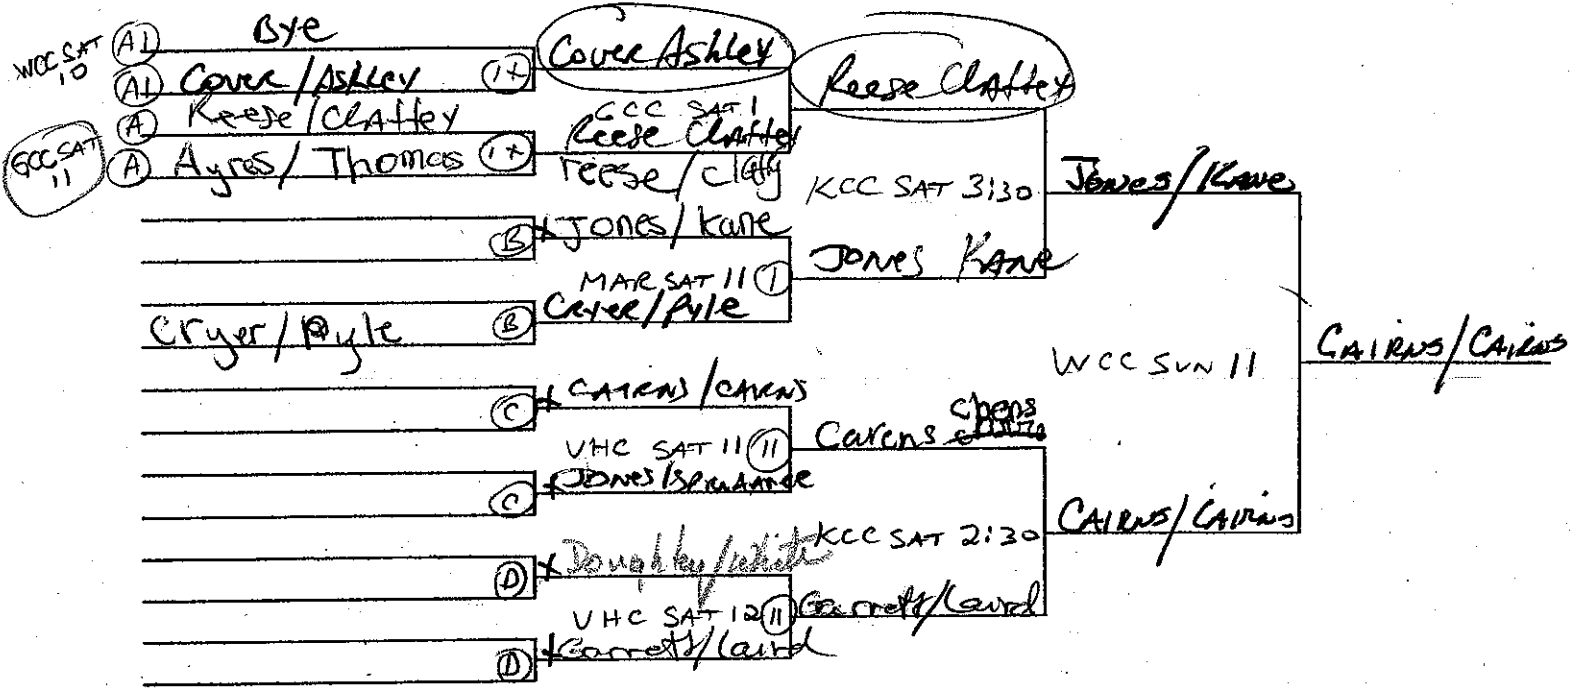 WCC SAT
10
A1
Bye
A1
Cover/Ashley
1+
Cover Ashley
GCC SAT
11
A
Reese/Claffey
A
Ayres/Thomas
1+
GCC SAT 1
Reese Claffey
reese/claffy
Reese Claffey
KCC SAT 3:30
B
Jones/Kane
MAR SAT 11
1
Cryer/Pyle
B
Cryer/Pyle
Jones Kane
Jones/Kane
WCC SUN 11
Cairns/Cairns
C
Cairns/Cairns
VHC SAT 11
11
C
Jones/Spruance
Carens
KCC SAT 2:30
Cairns/Cairns
D
Doughty/White
VHC SAT 12
11
D
Garrett/Laird
Garrett/Laird